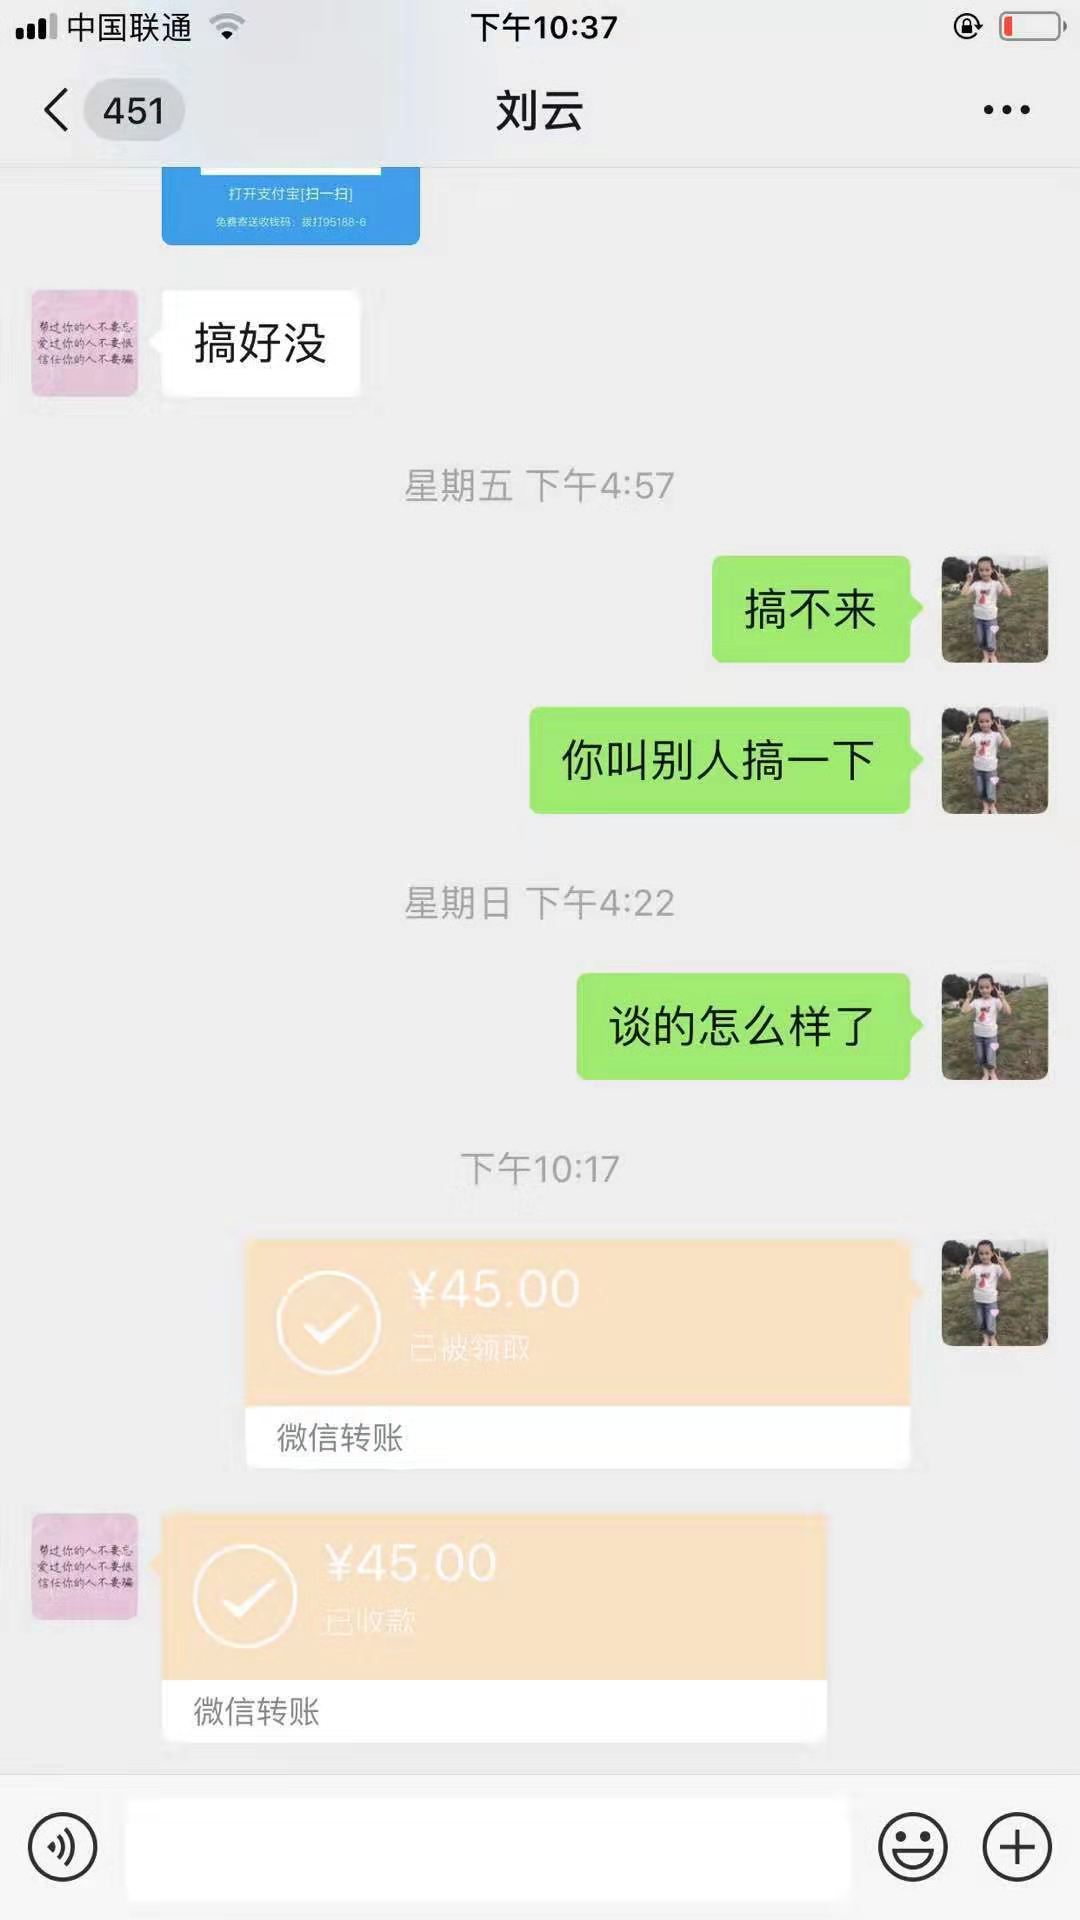 中国联通
下午10:37
451
刘云
打开支付宝[扫一扫]
免费寄送收钱码：拨打95188-6
帮过你的人不要忘
爱过你的人不要恨
信任你的人不要骗
搞好没
星期五 下午4:57
搞不来
你叫别人搞一下
星期日 下午4:22
谈的怎么样了
下午10:17
¥45.00
已被领取
微信转账
帮过你的人不要忘
爱过你的人不要恨
信任你的人不要骗
¥45.00
已收款
微信转账